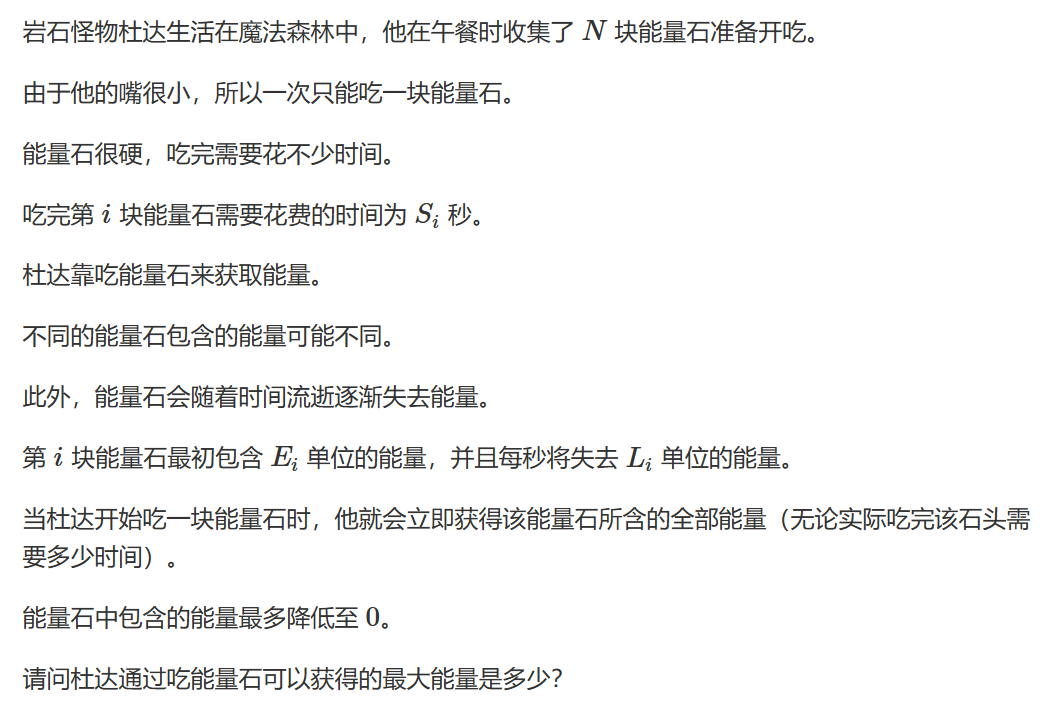 岩石怪物杜达生活在魔法森林中，他在午餐时收集了 N 块能量石准备开吃。
由于他的嘴很小，所以一次只能吃一块能量石。
能量石很硬，吃完需要花不少时间。
吃完第 i 块能量石需要花费的时间为 Sᵢ 秒。
杜达靠吃能量石来获取能量。
不同的能量石包含的能量可能不同。
此外，能量石会随着时间流逝逐渐失去能量。
第 i 块能量石最初包含 Eᵢ 单位的能量，并且每秒将失去 Lᵢ 单位的能量。
当杜达开始吃一块能量石时，他就会立即获得该能量石所含的全部能量（无论实际吃完该石头需
要多少时间）。
能量石中包含的能量最多降低至 0。
请问杜达通过吃能量石可以获得的最大能量是多少？